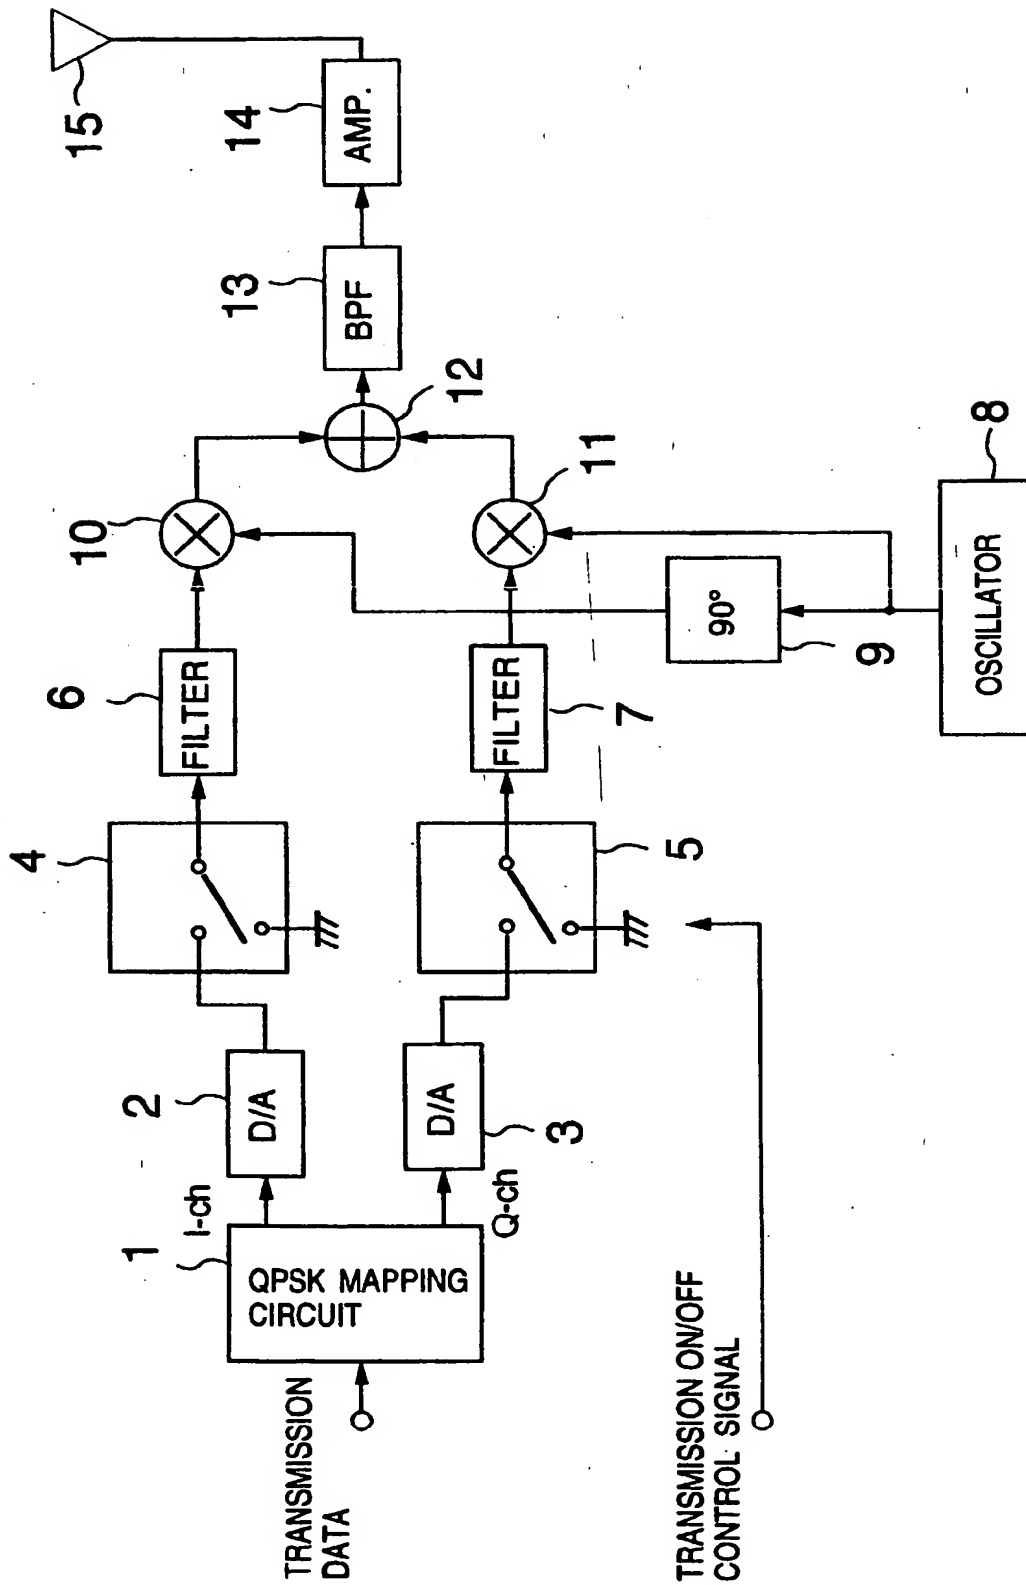 TRANSMISSION
DATA
1
QPSK MAPPING
CIRCUIT
I-ch
Q-ch
2
D/A
3
D/A
4
5
6
FILTER
7
FILTER
10
11
12
13
BPF
14
AMP.
15
9
90°
8
OSCILLATOR
TRANSMISSION ON/OFF
CONTROL SIGNAL